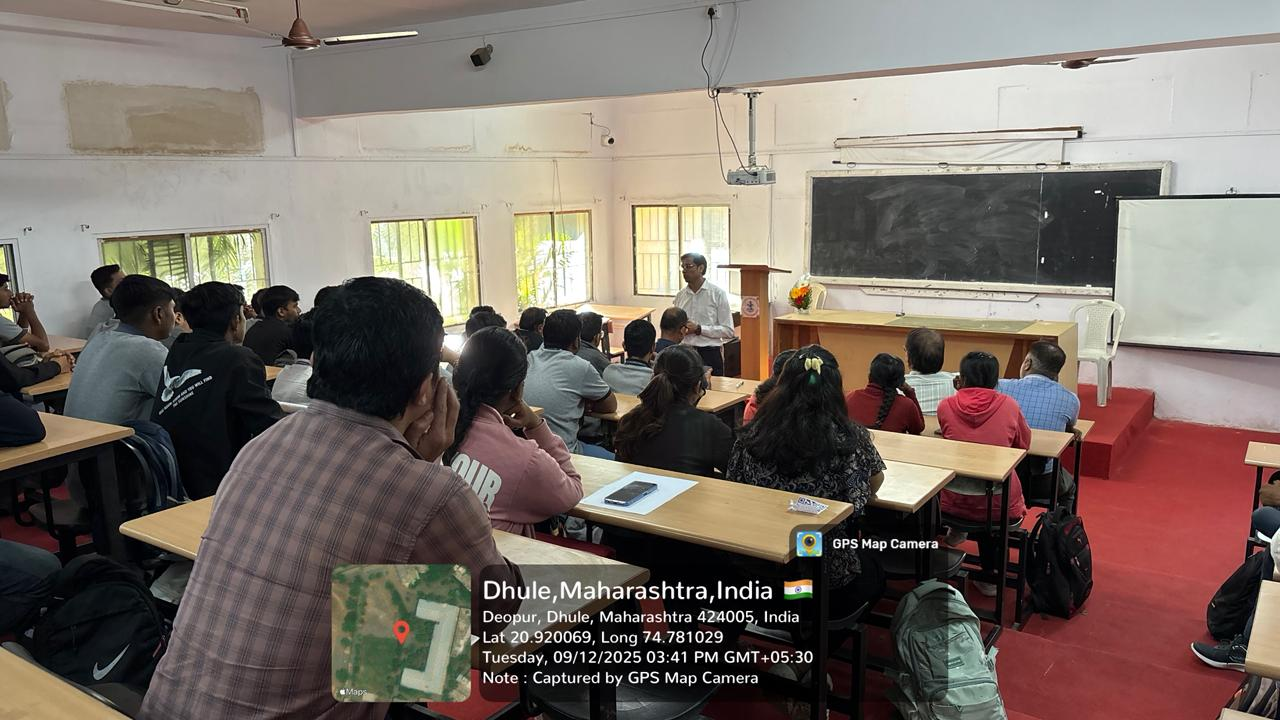 OUR
GPS Map Camera
Dhule,Maharashtra,India
Deopur, Dhule, Maharashtra 424005, India
Lat 20.920069, Long 74.781029
Tuesday, 09/12/2025 03:41 PM GMT+05:30
Note : Captured by GPS Map Camera
Maps